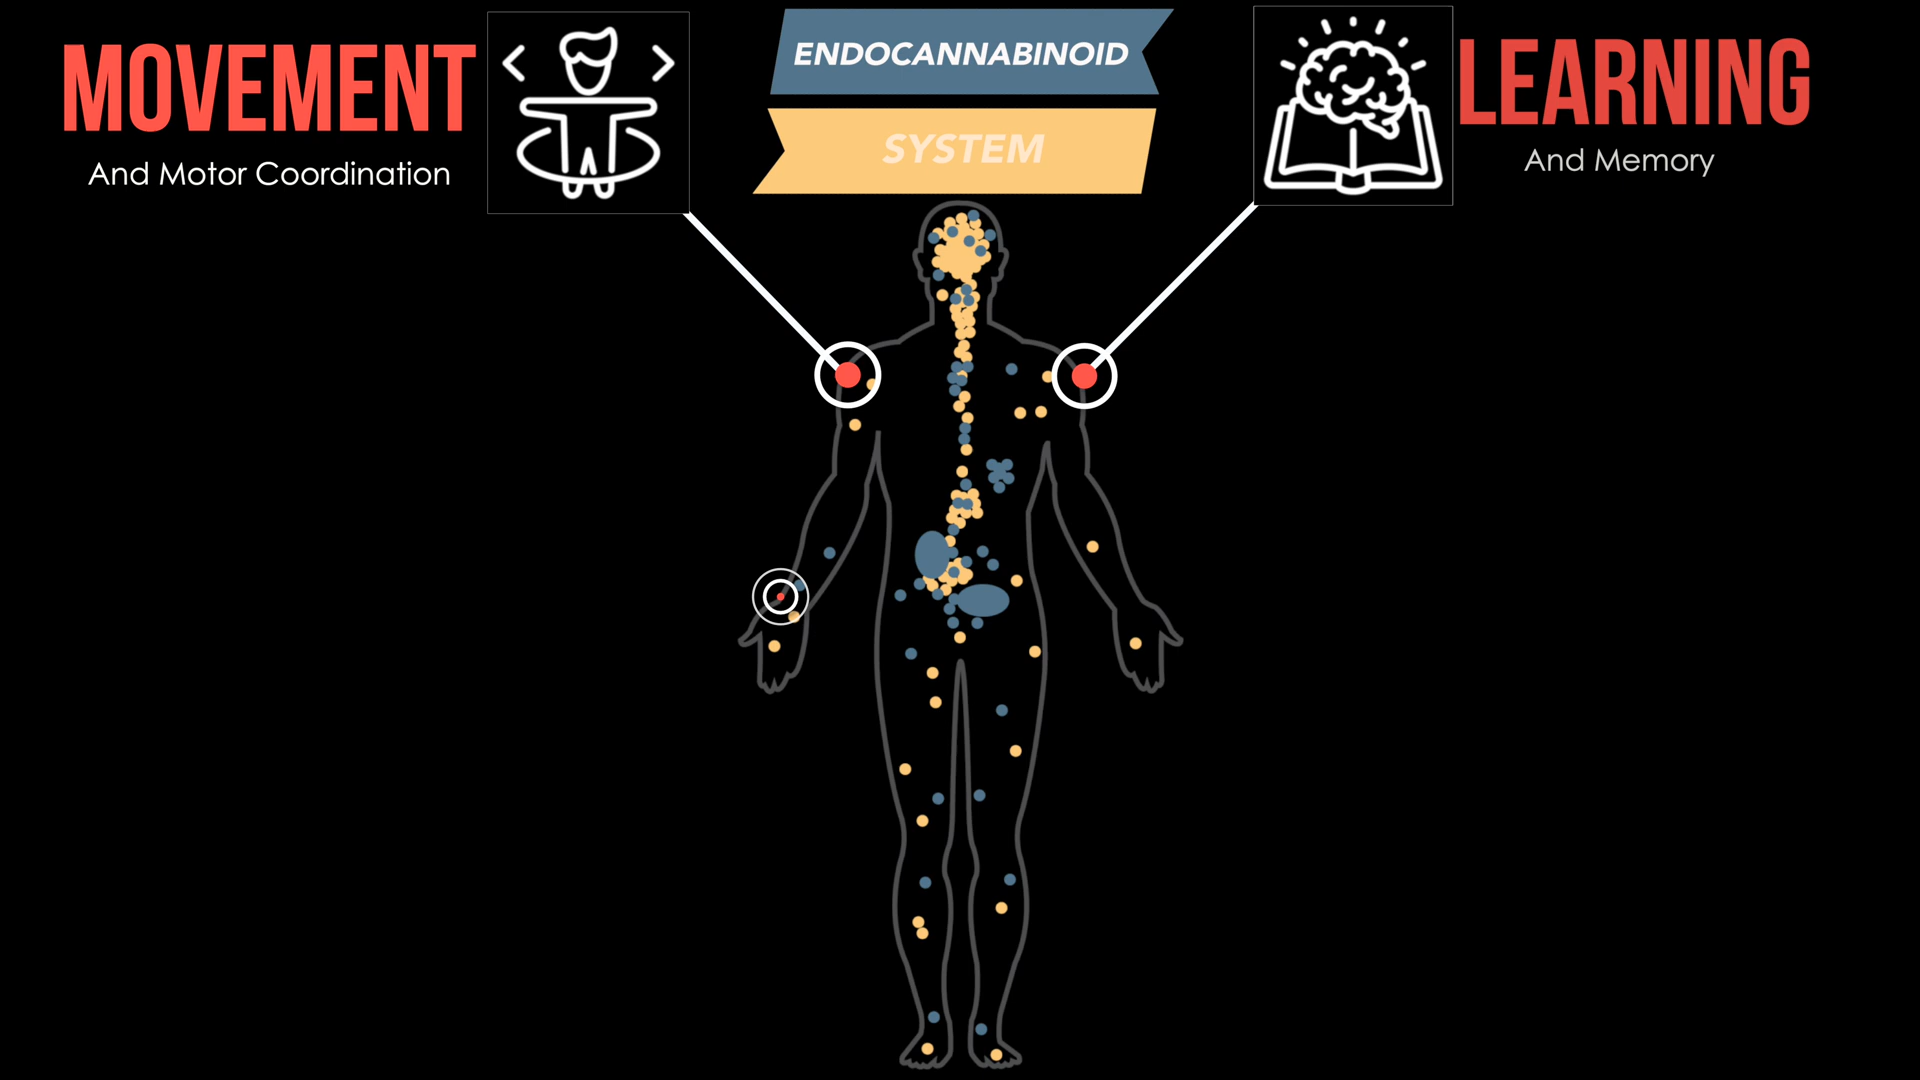 MOVEMENT
And Motor Coordination
ENDOCANNABINOID
SYSTEM
LEARNING
And Memory